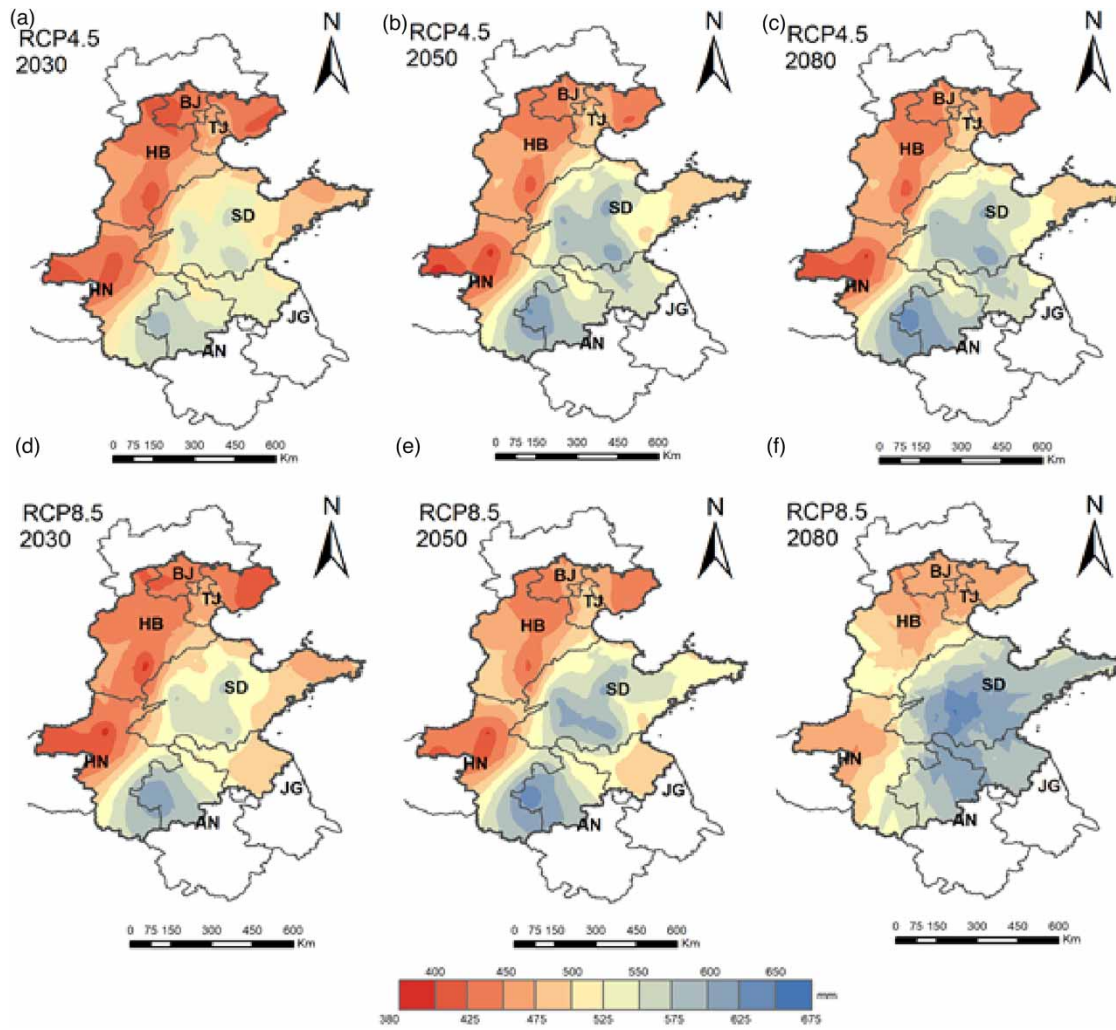 (a)
RCP4.5
2030
N
BJ
TJ
HB
SD
HN
JG
AN
0 75 150 300 450 600
Km
(b)
RCP4.5
2050
N
BJ
TJ
HB
SD
HN
JG
AN
0 75 150 300 450 600
Km
(c)
RCP4.5
2080
N
BJ
TJ
HB
SD
HN
JG
AN
0 75 150 300 450 600
Km
(d)
RCP8.5
2030
N
BJ
TJ
HB
SD
HN
JG
AN
0 75 150 300 450 600
Km
(e)
RCP8.5
2050
N
BJ
TJ
HB
SD
HN
JG
AN
0 75 150 300 450 600
Km
(f)
RCP8.5
2080
N
BJ
TJ
HB
SD
HN
JG
AN
0 75 150 300 450 600
Km
400 450 500 550 600 650
mm
380 425 475 525 575 625 675